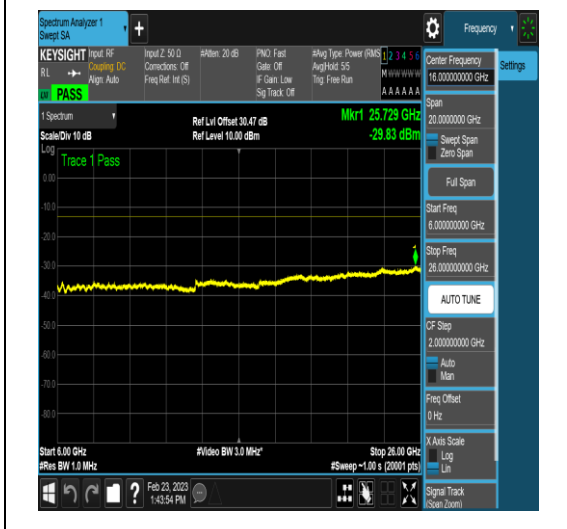 Spectrum Analyzer 1
Swept SA
+
Frequency
KEYSIGHT
Input: RF
Coupling: DC
Align: Auto
RL
PASS
Input Z: 50 Ω
Corrections: Off
Freq Ref: Int (S)
#Atten: 20 dB
PNO: Fast
Gate: Off
IF Gain: Low
Sig Track: Off
#Avg Type: Power (RMS
Avg|Hold: 5/5
Trig: Free Run
1 2 3 4 5 6
M W W W W W
A A A A A A
Center Frequency
16.000000000 GHz
Settings
Span
20.0000000 GHz
Swept Span
Zero Span
Full Span
Start Freq
6.000000000 GHz
Stop Freq
26.000000000 GHz
AUTO TUNE
CF Step
2.000000000 GHz
Auto
Man
Freq Offset
0 Hz
X Axis Scale
Log
Lin
Signal Track
(Span Zoom)
1 Spectrum
Scale/Div 10 dB
Ref Lvl Offset 30.47 dB
Ref Level 10.00 dBm
Mkr1 25.729 GHz
-29.83 dBm
Log
Trace 1 Pass
0.00
-10.0
-20.0
-30.0
-40.0
-50.0
-60.0
-70.0
-80.0
1
Start 6.00 GHz
#Res BW 1.0 MHz
#Video BW 3.0 MHz*
Stop 26.00 GHz
#Sweep ~1.00 s (20001 pts)
?
Feb 23, 2023
1:43:54 PM